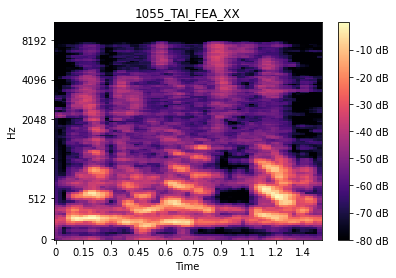 1055_TAI_FEA_XX
8192
4096
2048
1024
512
0
Hz
0 0.15 0.3 0.45 0.6 0.75 0.9 1.1 1.2 1.4
Time
-10 dB
-20 dB
-30 dB
-40 dB
-50 dB
-60 dB
-70 dB
-80 dB